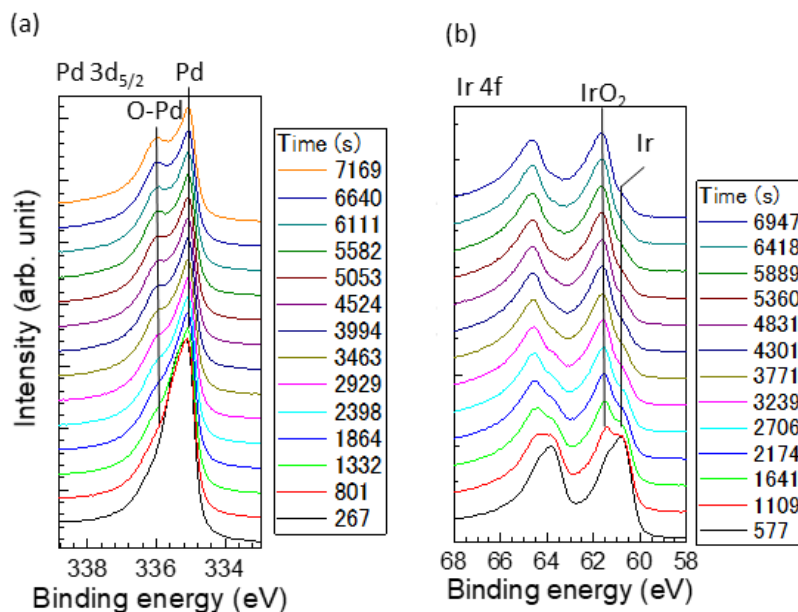 (a)
Pd 3d5/2
Pd
O-Pd
Time (s)
7169
6640
6111
5582
5053
4524
3994
3463
2929
2398
1864
1332
801
267
Intensity (arb. unit)
338
336
334
Binding energy (eV)
(b)
Ir 4f
IrO2
Ir
Time (s)
6947
6418
5889
5360
4831
4301
3771
3239
2706
2174
1641
1109
577
68
66
64
62
60
58
Binding energy (eV)